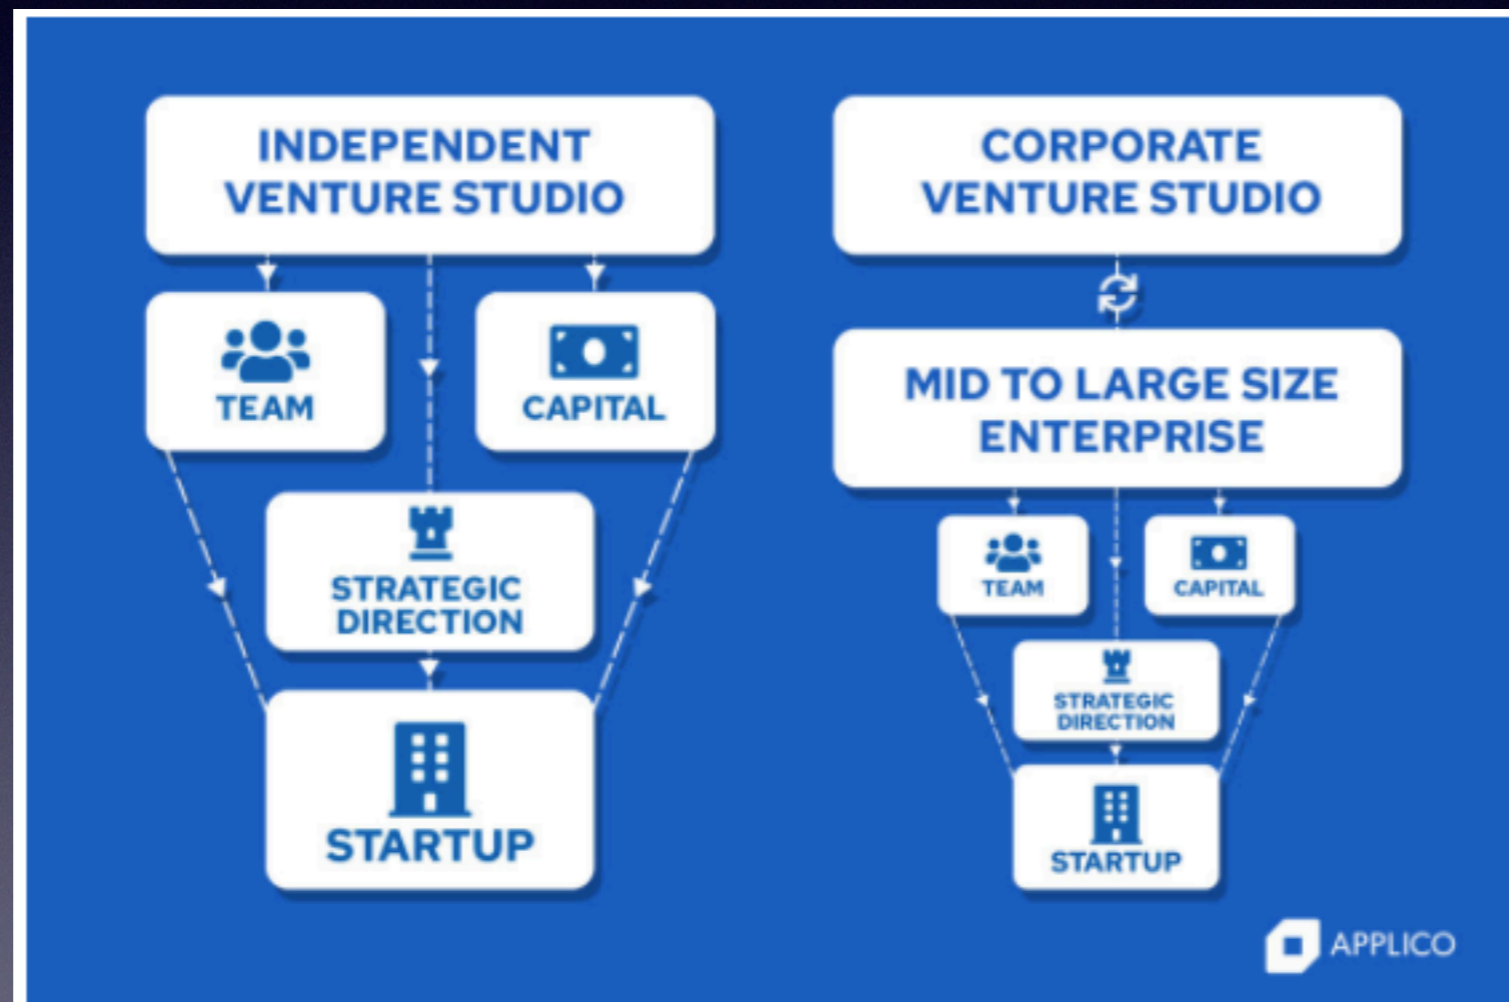 INDEPENDENT
VENTURE STUDIO
TEAM
CAPITAL
STRATEGIC
DIRECTION
STARTUP
CORPORATE
VENTURE STUDIO
MID TO LARGE SIZE
ENTERPRISE
TEAM
CAPITAL
STRATEGIC
DIRECTION
STARTUP
APPLICO